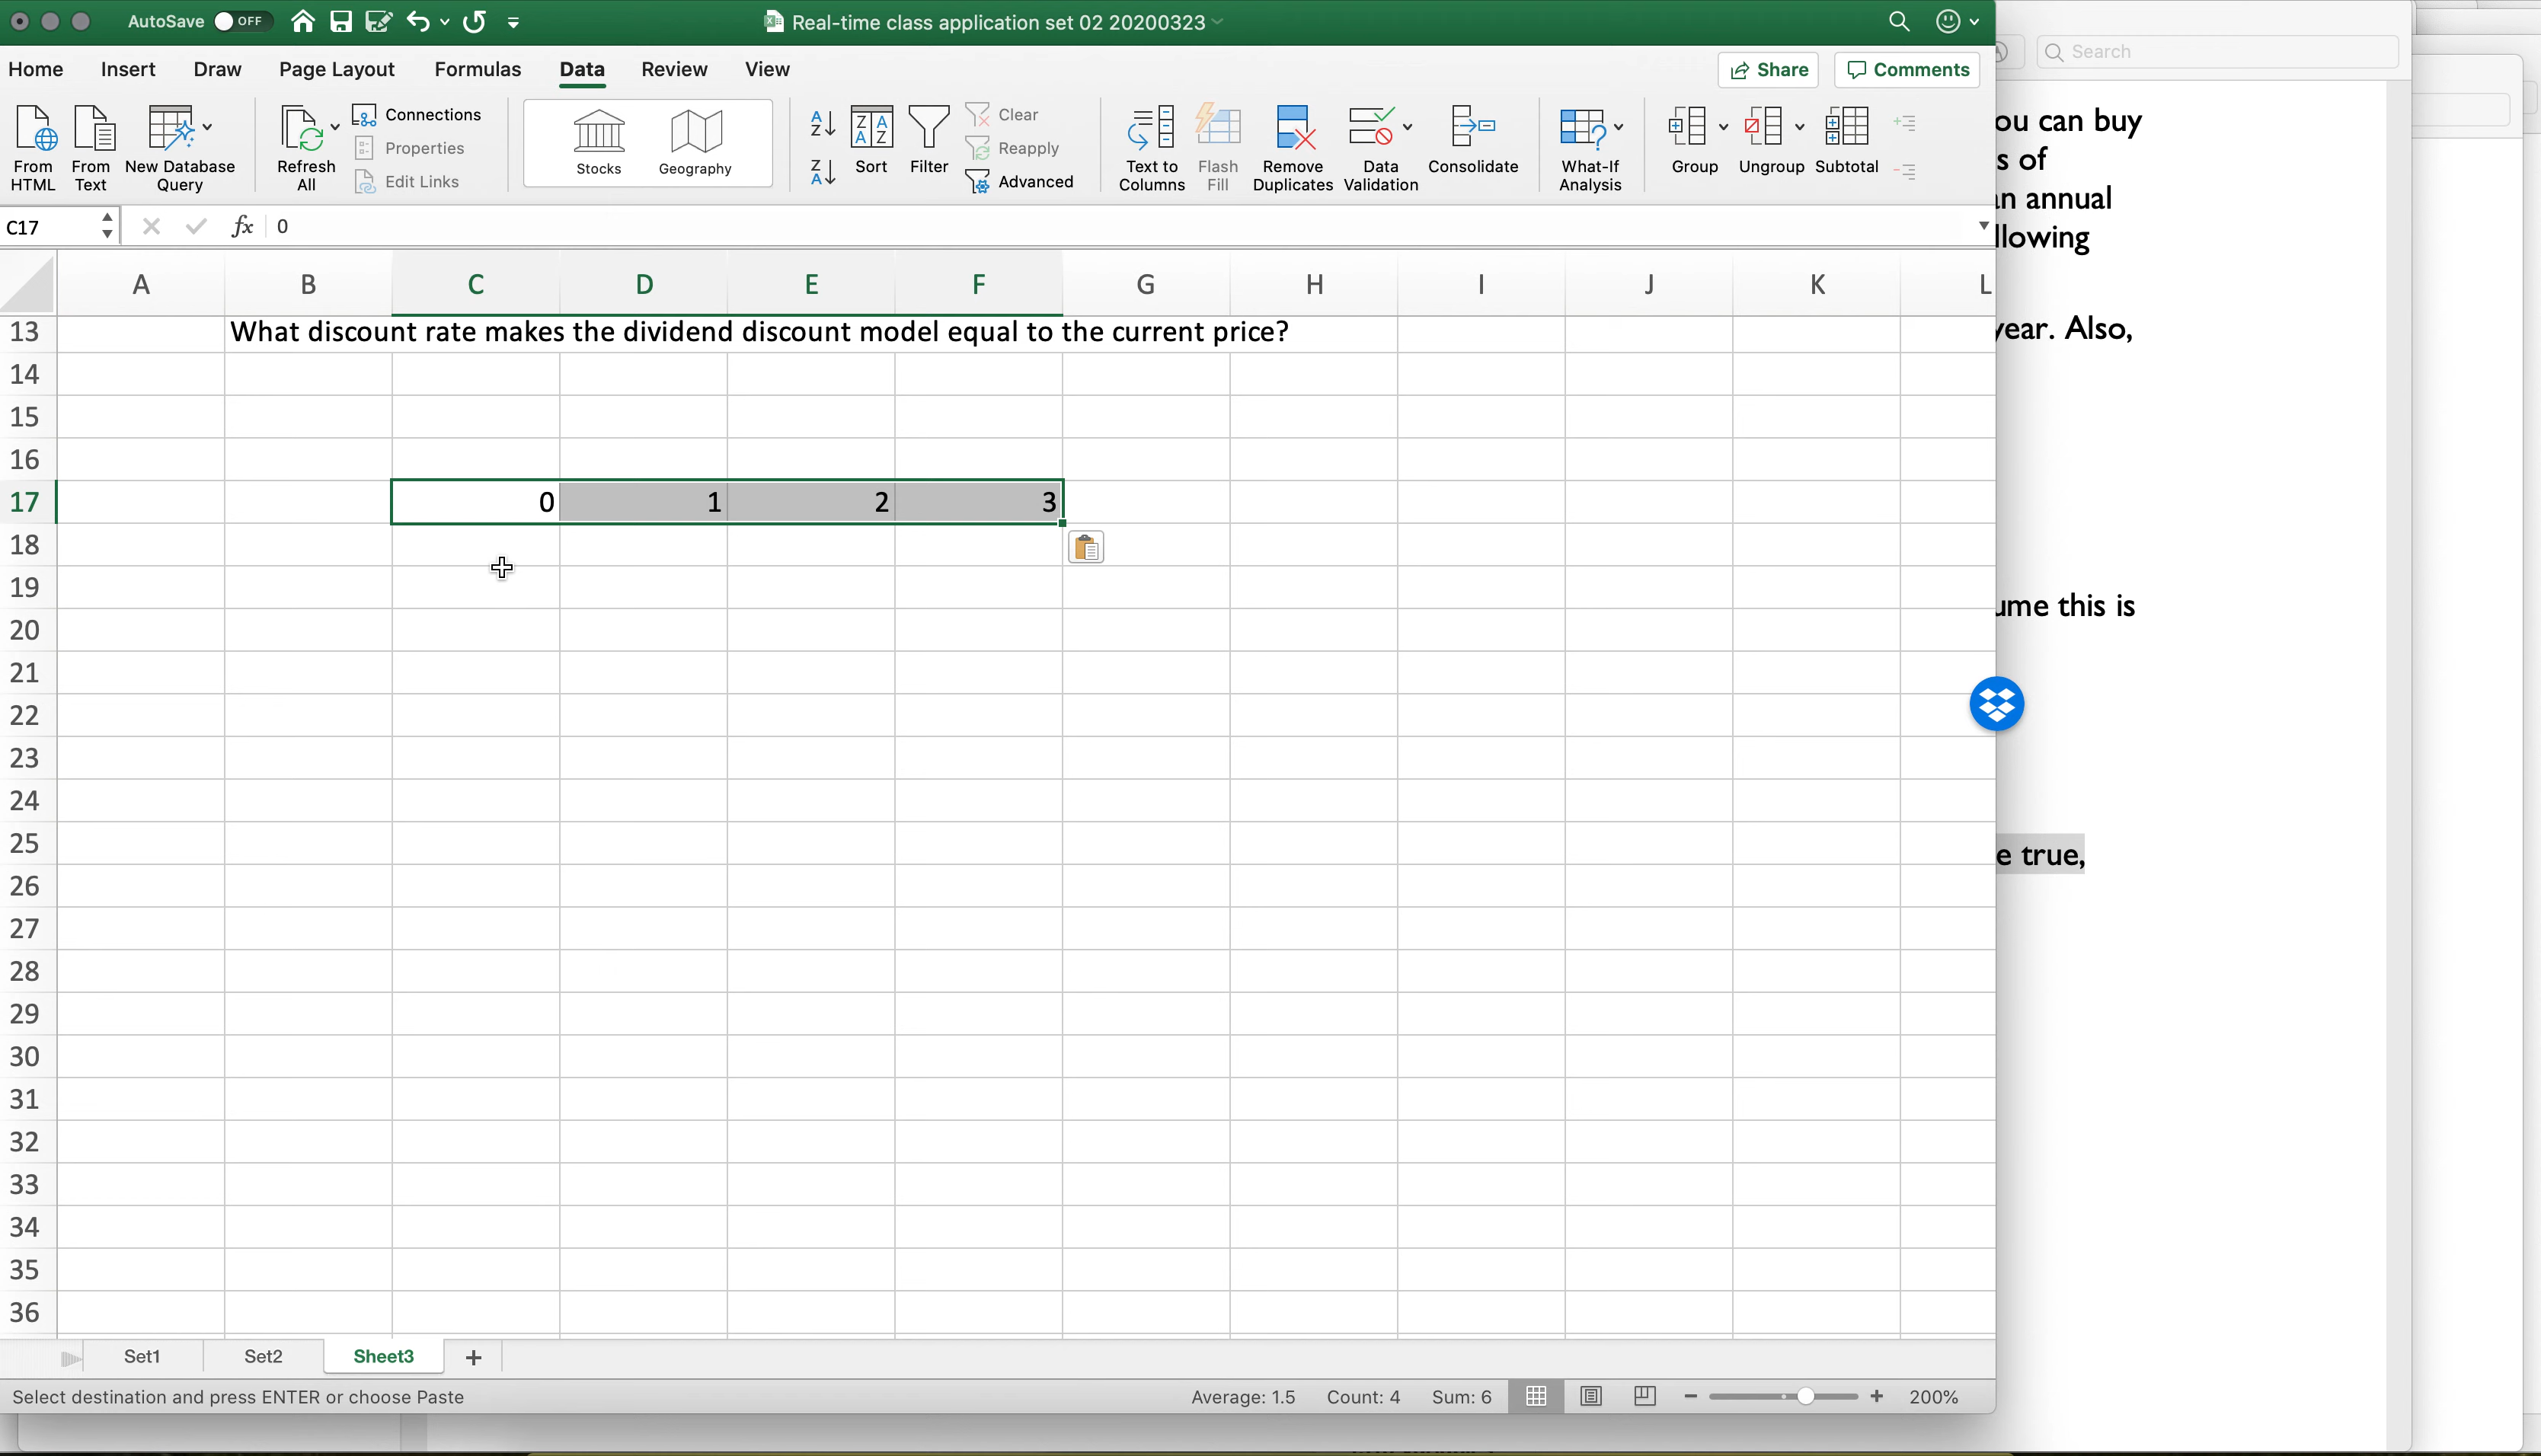 AutoSave OFF Real-time class application set 02 20200323
Home Insert Draw Page Layout Formulas Data Review View Share Comments
Search
From HTML
From Text
New Database Query
Refresh All
Connections
Properties
Edit Links
Stocks
Geography
Sort
Filter
Clear
Reapply
Advanced
Text to Columns
Flash Fill
Remove Duplicates
Data Validation
Consolidate
What-If Analysis
Group
Ungroup
Subtotal
C17 fx 0
A B C D E F G H I J K L
13 What discount rate makes the dividend discount model equal to the current price?
14
15
16
17 0 1 2 3
18
19
20
21
22
23
24
25
26
27
28
29
30
31
32
33
34
35
36
ou can buy
s of
an annual
llowing
year. Also,
ume this is
e true,
Set1 Set2 Sheet3 +
Select destination and press ENTER or choose Paste Average: 1.5 Count: 4 Sum: 6 200%